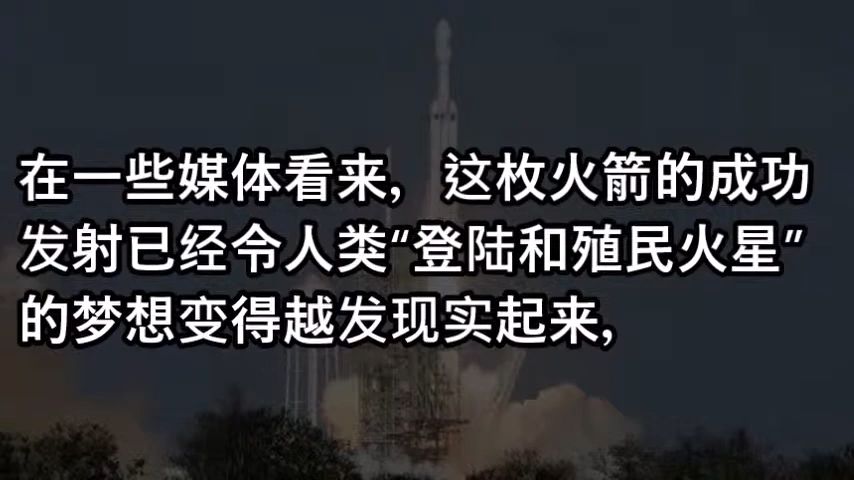 在一些媒体看来, 这枚火箭的成功
发射已经令人类“登陆和殖民火星”
的梦想变得越发现实起来,